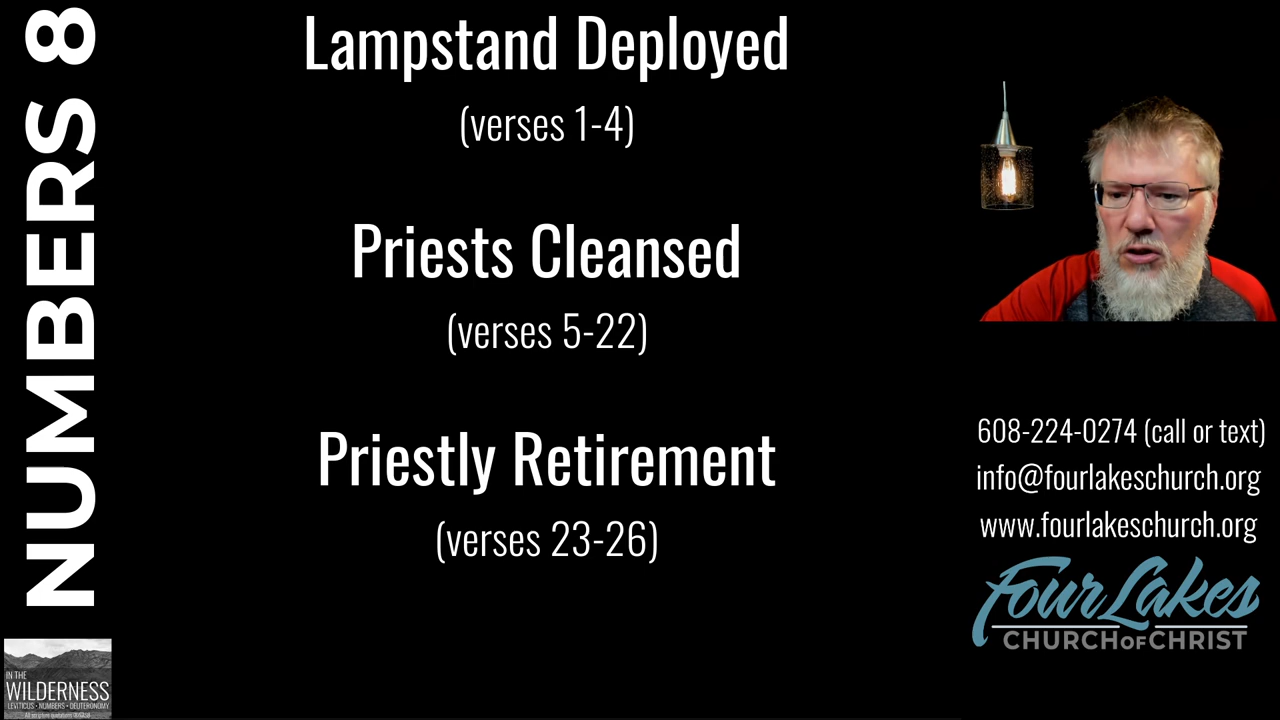 NUMBERS 8
Lampstand Deployed
(verses 1-4)
Priests Cleansed
(verses 5-22)
Priestly Retirement
(verses 23-26)
608-224-0274 (call or text)
info@fourlakeschurch.org
www.fourlakeschurch.org
Four Lakes
CHURCH OF CHRIST
IN THE
WILDERNESS
LEVITICUS • NUMBERS • DEUTERONOMY